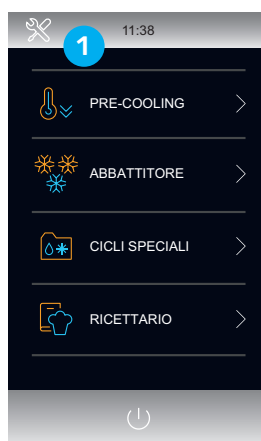 1
11:38
PRE-COOLING
ABBATTITORE
CICLI SPECIALI
RICETTARIO